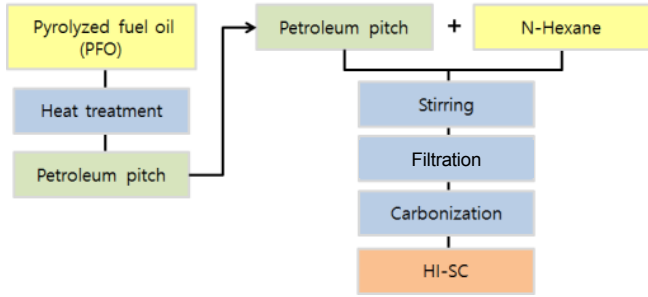 Pyrolyzed fuel oil
(PFO)
Heat treatment
Petroleum pitch
Petroleum pitch + N-Hexane
Stirring
Filtration
Carbonization
HI-SC